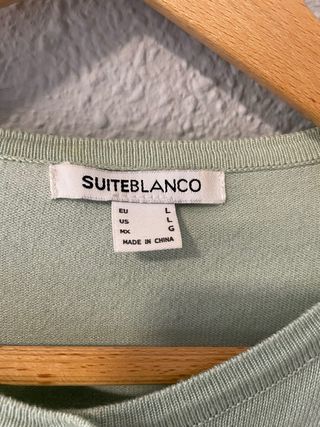 SUITEBLANCO
EU L
US L
MX G
MADE IN CHINA